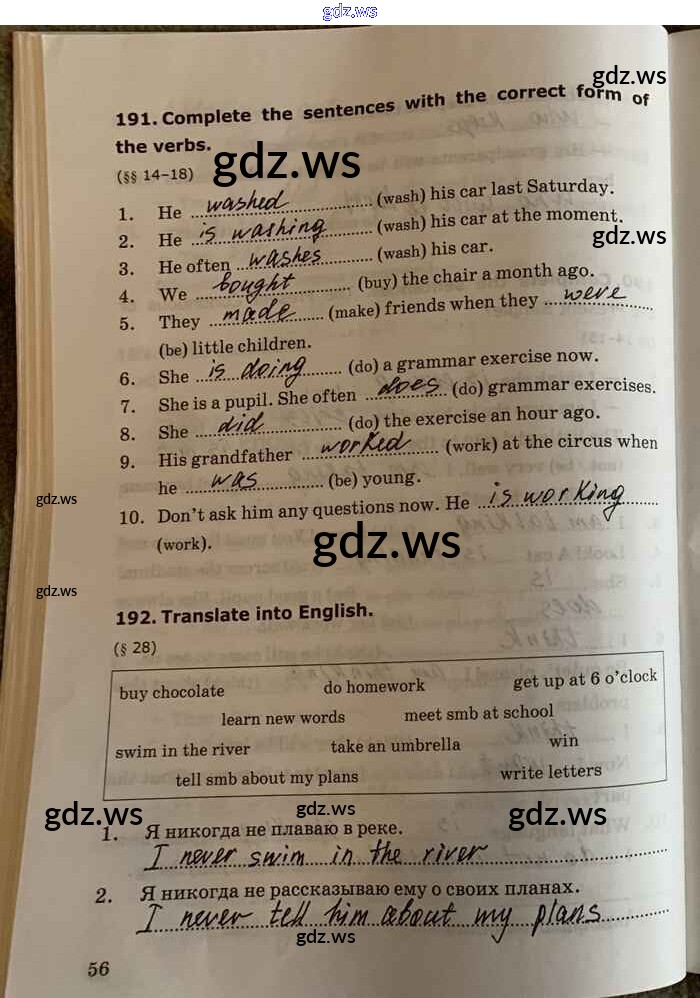 gdz.ws
gdz.ws
191. Complete the sentences with the correct form of
the verbs.
gdz.ws
(§§ 14–18)
1. He washed (wash) his car last Saturday.
2. He is washing (wash) his car at the moment.
gdz.ws
3. He often washes (wash) his car.
4. We bought (buy) the chair a month ago.
5. They made (make) friends when they were
(be) little children.
6. She is doing (do) a grammar exercise now.
7. She is a pupil. She often does (do) grammar exercises.
8. She did (do) the exercise an hour ago.
9. His grandfather worked (work) at the circus when
he was (be) young.
gdz.ws
10. Don't ask him any questions now. He is working
(work).
gdz.ws
gdz.ws
192. Translate into English.
(§ 28)
buy chocolate do homework get up at 6 o'clock
learn new words meet smb at school
swim in the river take an umbrella win
tell smb about my plans write letters
gdz.ws gdz.ws gdz.ws
1. Я никогда не плаваю в реке.
I never swim in the river
2. Я никогда не рассказываю ему о своих планах.
I never tell him about my plans
gdz.ws
56